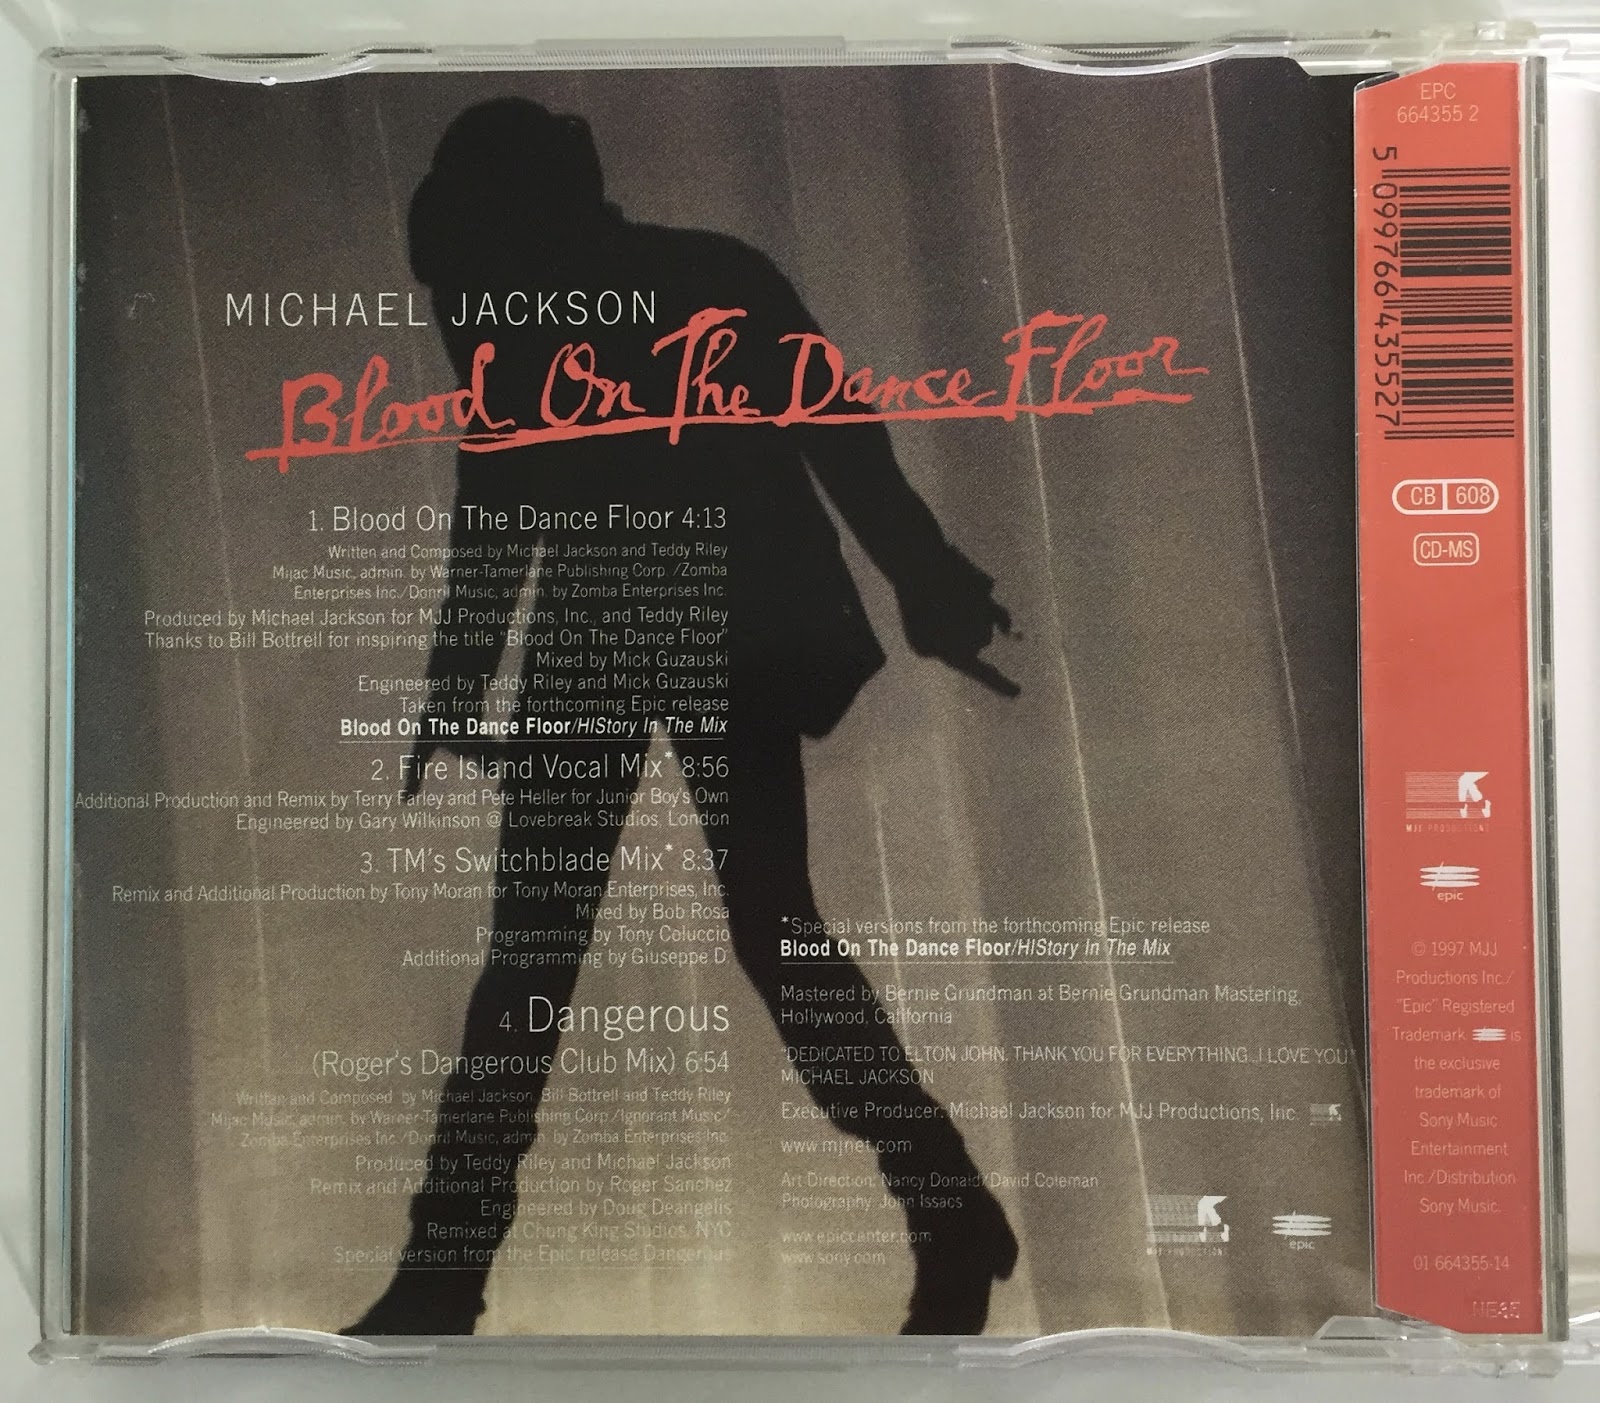 MICHAEL JACKSON
Blood On The Dance Floor
1. Blood On The Dance Floor 4:13
Written and Composed by Michael Jackson and Teddy Riley
Mijac Music, admin. by Warner-Tamerlane Publishing Corp. /Zomba
Enterprises Inc./Donril Music, admin. by Zomba Enterprises Inc.
Produced by Michael Jackson for MJJ Productions, Inc., and Teddy Riley
Thanks to Bill Bottrell for inspiring the title "Blood On The Dance Floor"
Mixed by Mick Guzauski
Engineered by Teddy Riley and Mick Guzauski
Taken from the forthcoming Epic release
Blood On The Dance Floor/HIStory In The Mix
2. Fire Island Vocal Mix* 8:56
Additional Production and Remix by Terry Farley and Pete Heller for Junior Boy's Own
Engineered by Gary Wilkinson @ Lovebreak Studios, London
3. TM's Switchblade Mix* 8:37
Remix and Additional Production by Tony Moran for Tony Moran Enterprises, Inc.
Mixed by Bob Rosa
Programming by Tony Coluccio
Additional Programming by Giuseppe D.
4. Dangerous
(Roger's Dangerous Club Mix) 6:54
Written and Composed by Michael Jackson, Bill Bottrell and Teddy Riley
Mijac Music, admin. by Warner-Tamerlane Publishing Corp./Ignorant Music/
Zomba Enterprises Inc./Donril Music, admin. by Zomba Enterprises Inc.
Produced by Teddy Riley and Michael Jackson
Remix and Additional Production by Roger Sanchez
Engineered by Doug Deangelis
Remixed at Chung King Studios, NYC
Special version from the Epic release Dangerous
*Special versions from the forthcoming Epic release
Blood On The Dance Floor/HIStory In The Mix
Mastered by Bernie Grundman at Bernie Grundman Mastering,
Hollywood, California
"DEDICATED TO ELTON JOHN. THANK YOU FOR EVERYTHING...I LOVE YOU"
MICHAEL JACKSON
Executive Producer: Michael Jackson for MJJ Productions, Inc.
www.mjnet.com
Art Direction: Nancy Donald/David Coleman
Photography: John Issacs
www.epiccenter.com
www.sony.com
MJJ PRODUCTIONS
epic
EPC
664355 2
5 099766 435527
CB 608
CD-MS
MJJ PRODUCTIONS
epic
© 1997 MJJ
Productions Inc./
"Epic" Registered
Trademark is
the exclusive
trademark of
Sony Music
Entertainment
Inc./Distribution
Sony Music.
01 664355-14